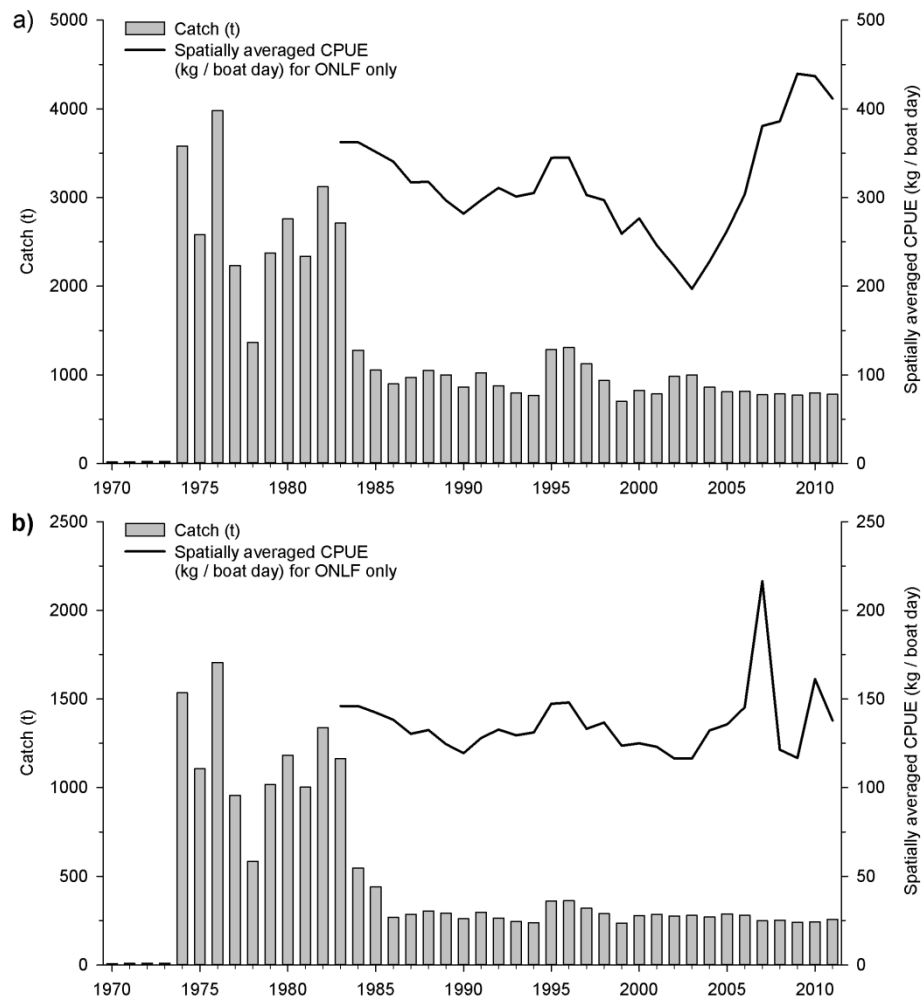 a)
Catch (t)
Spatially averaged CPUE
(kg / boat day) for ONLF only
5000
4000
3000
2000
1000
0
Catch (t)
500
400
300
200
100
0
Spatially averaged CPUE (kg / boat day)
1970 1975 1980 1985 1990 1995 2000 2005 2010
b)
Catch (t)
Spatially averaged CPUE
(kg / boat day) for ONLF only
2500
2000
1500
1000
500
0
Catch (t)
250
200
150
100
50
0
Spatially averaged CPUE (kg / boat day)
1970 1975 1980 1985 1990 1995 2000 2005 2010